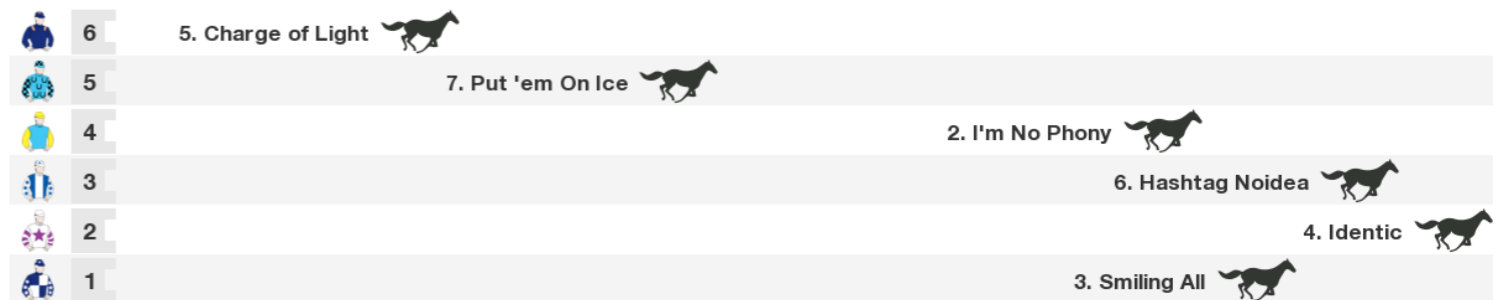 6 5. Charge of Light
5 7. Put 'em On Ice
4 2. I'm No Phony
3 6. Hashtag Noidea
2 4. Identic
1 3. Smiling All